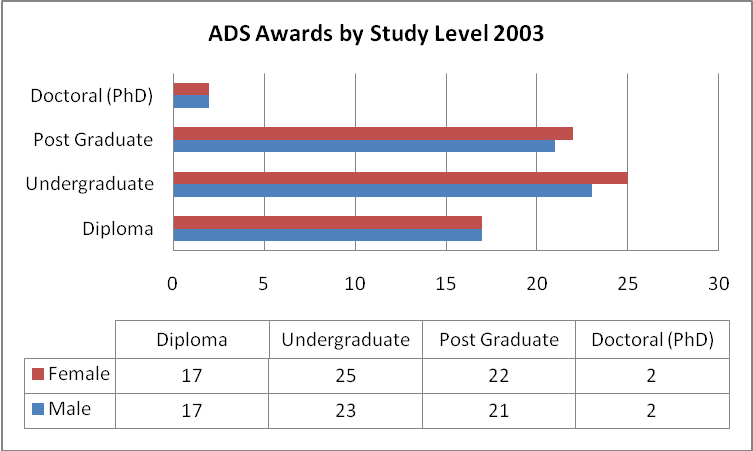 ADS Awards by Study Level 2003
Doctoral (PhD)
Post Graduate
Undergraduate
Diploma
0 5 10 15 20 25 30
Diploma Undergraduate Post Graduate Doctoral (PhD)
Female 17 25 22 2
Male 17 23 21 2